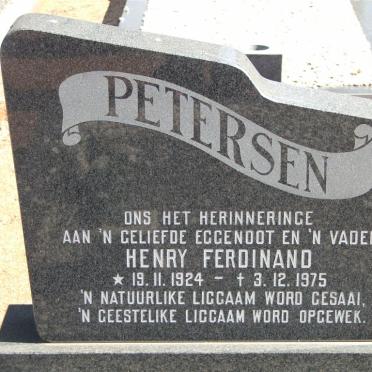 PETERSEN
ONS HET HERINNERINGE
AAN 'N GELIEFDE EGGENOOT EN 'N VADER
HENRY FERDINAND
★ 19.11.1924 – ✝ 3.12.1975
'N NATUURLIKE LIGGAAM WORD GESAAI,
'N GEESTELIKE LIGGAAM WORD OPGEWEK.